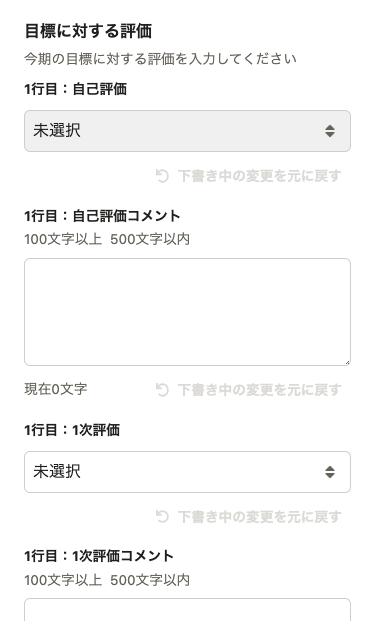 目標に対する評価
今期の目標に対する評価を入力してください
1行目：自己評価
未選択
下書き中の変更を元に戻す
1行目：自己評価コメント
100文字以上 500文字以内
現在0文字 下書き中の変更を元に戻す
1行目：1次評価
未選択
下書き中の変更を元に戻す
1行目：1次評価コメント
100文字以上 500文字以内